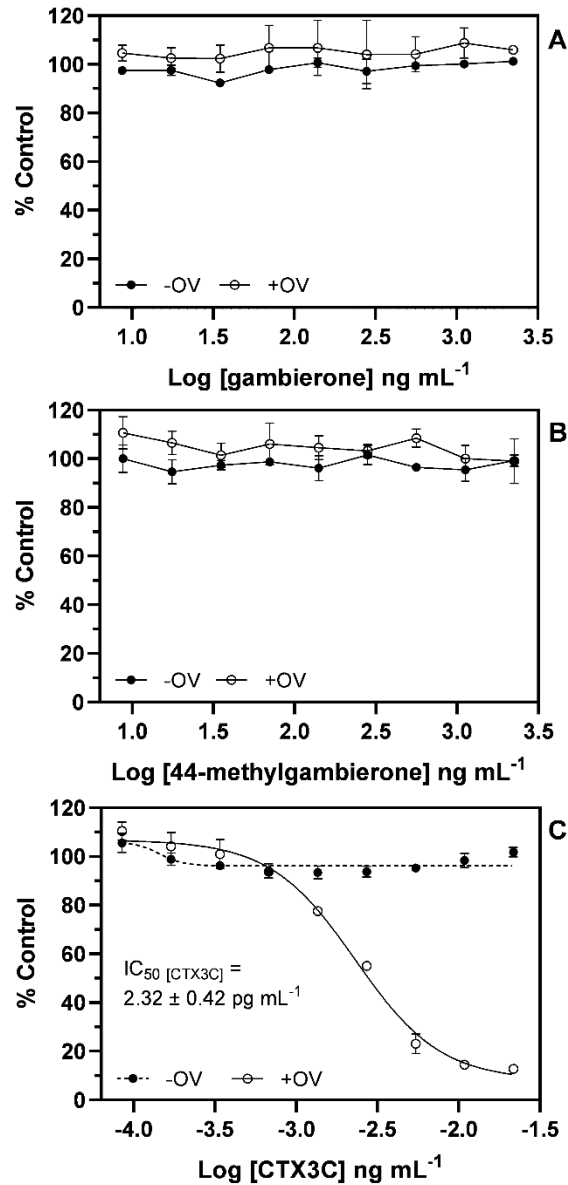 120
A
100
80
60
40
20
0
% Control
-OV +OV
1.0 1.5 2.0 2.5 3.0 3.5
Log [gambierone] ng mL⁻¹
120
B
100
80
60
40
20
0
% Control
-OV +OV
1.0 1.5 2.0 2.5 3.0 3.5
Log [44-methylgambierone] ng mL⁻¹
120
C
100
80
60
40
20
0
% Control
IC₅₀ [CTX3C] =
2.32 ± 0.42 pg mL⁻¹
-OV +OV
-4.0 -3.5 -3.0 -2.5 -2.0 -1.5
Log [CTX3C] ng mL⁻¹